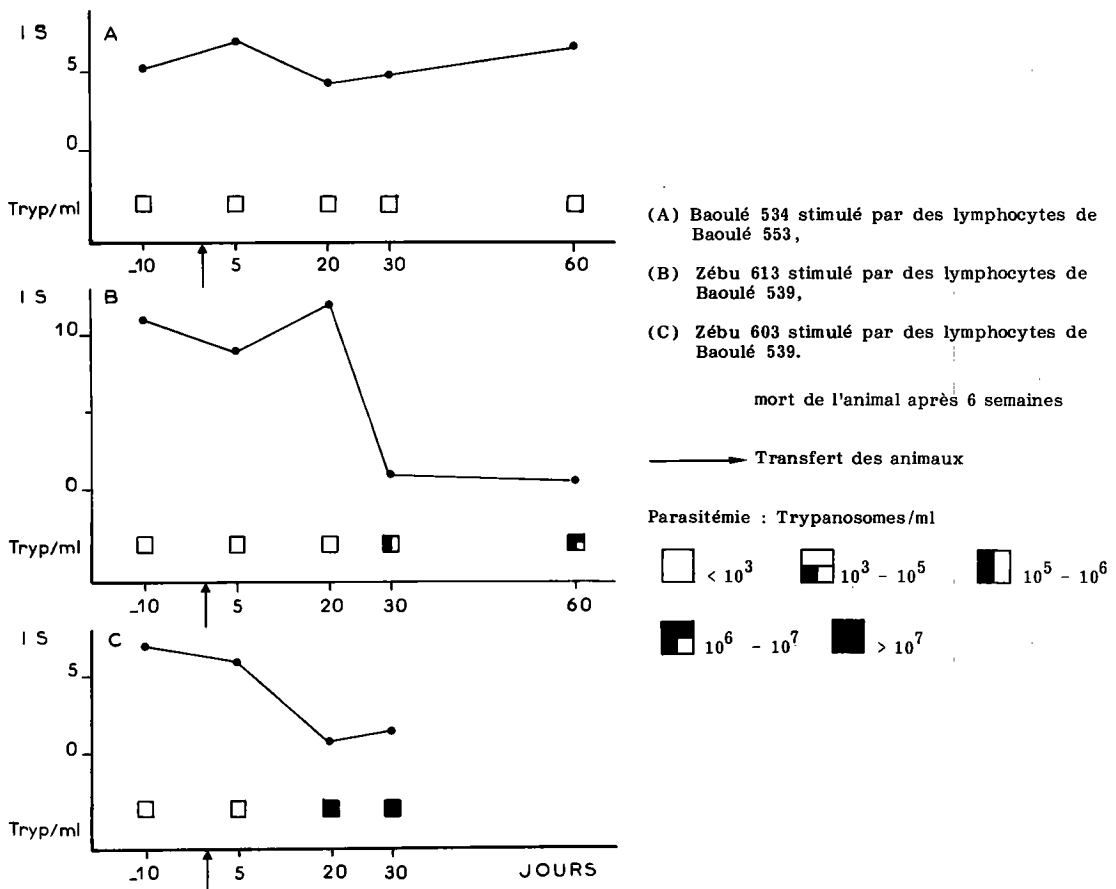 I S A
5
0
Tryp/ml
-10 5 20 30 60
I S B
10
0
Tryp/ml
-10 5 20 30 60
I S C
5
0
Tryp/ml
-10 5 20 30 JOURS
(A) Baoulé 534 stimulé par des lymphocytes de
Baoulé 553,
(B) Zébu 613 stimulé par des lymphocytes de
Baoulé 539,
(C) Zébu 603 stimulé par des lymphocytes de
Baoulé 539.
mort de l'animal après 6 semaines
Transfert des animaux
Parasitémie : Trypanosomes/ml
< 10³ 10³ - 10⁵ 10⁵ - 10⁶
10⁶ - 10⁷ > 10⁷